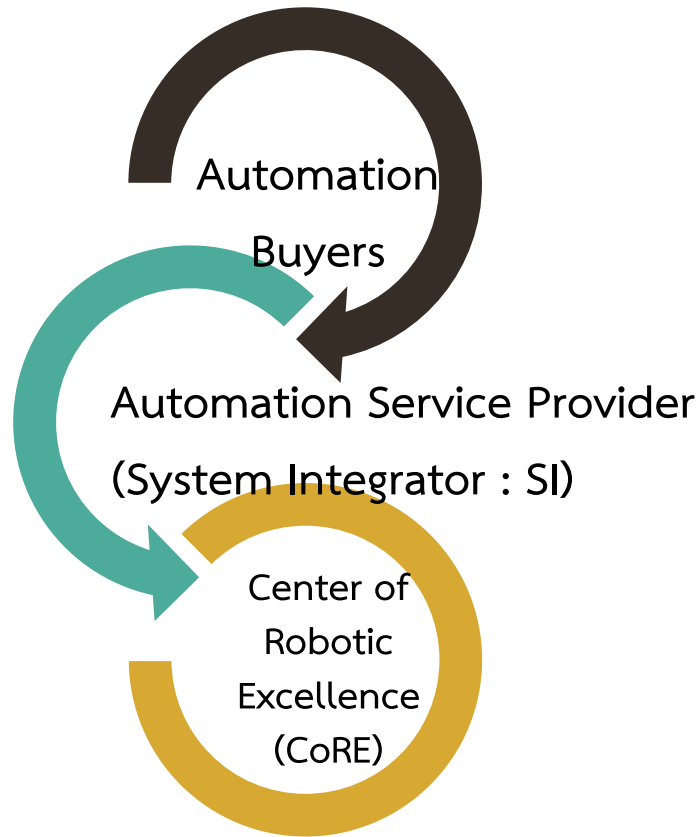 Automation
Buyers
Automation Service Provider
(System Integrator : SI)
Center of
Robotic
Excellence
(CoRE)